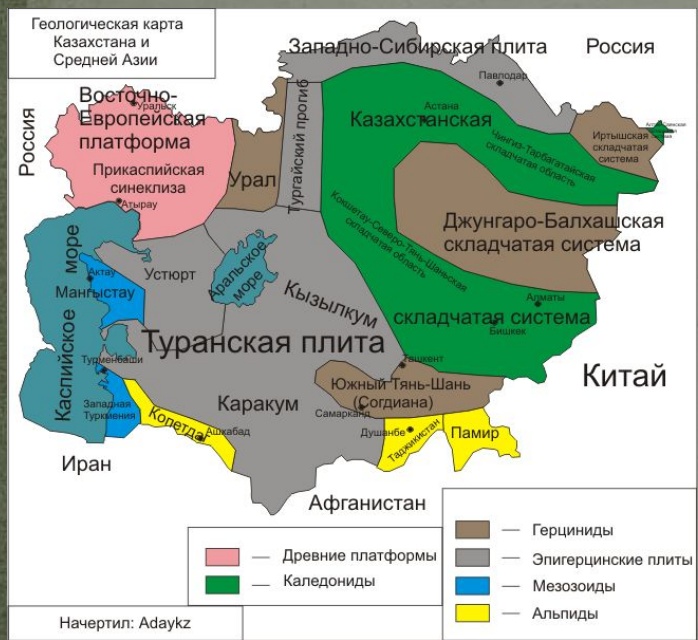 Геологическая карта
Казахстана и
Средней Азии
Западно-Сибирская плита
Россия
Павлодар
Россия
Восточно-
Уральск
Европейская
платформа
Прикаспийская
синеклиза
Атырау
Урал
Тургайский прогиб
Астана
Казахстанская
Чингиз-Тарбагатайская
складчатая область
Иртышская
складчатая
система
Кокшетау-Северо-Тянь-Шаньская
складчатая область
Джунгаро-Балхашская
складчатая система
Каспийское море
Актау
Мангыстау
Устюрт
Аральское
море
Кызылкум
Алматы
складчатая система
Бишкек
Туранская плита
Ташкент
Китай
Туркменбаши
Западная
Туркмения
Копетдаг
Ашкабад
Каракум
Южный Тянь-Шань
(Согдиана)
Самарканд
Душанбе
Таджикистан
Памир
Иран
Афганистан
— Древние платформы
— Каледониды
— Герциниды
— Эпигерцинские плиты
— Мезозоиды
— Альпиды
Начертил: Adaykz